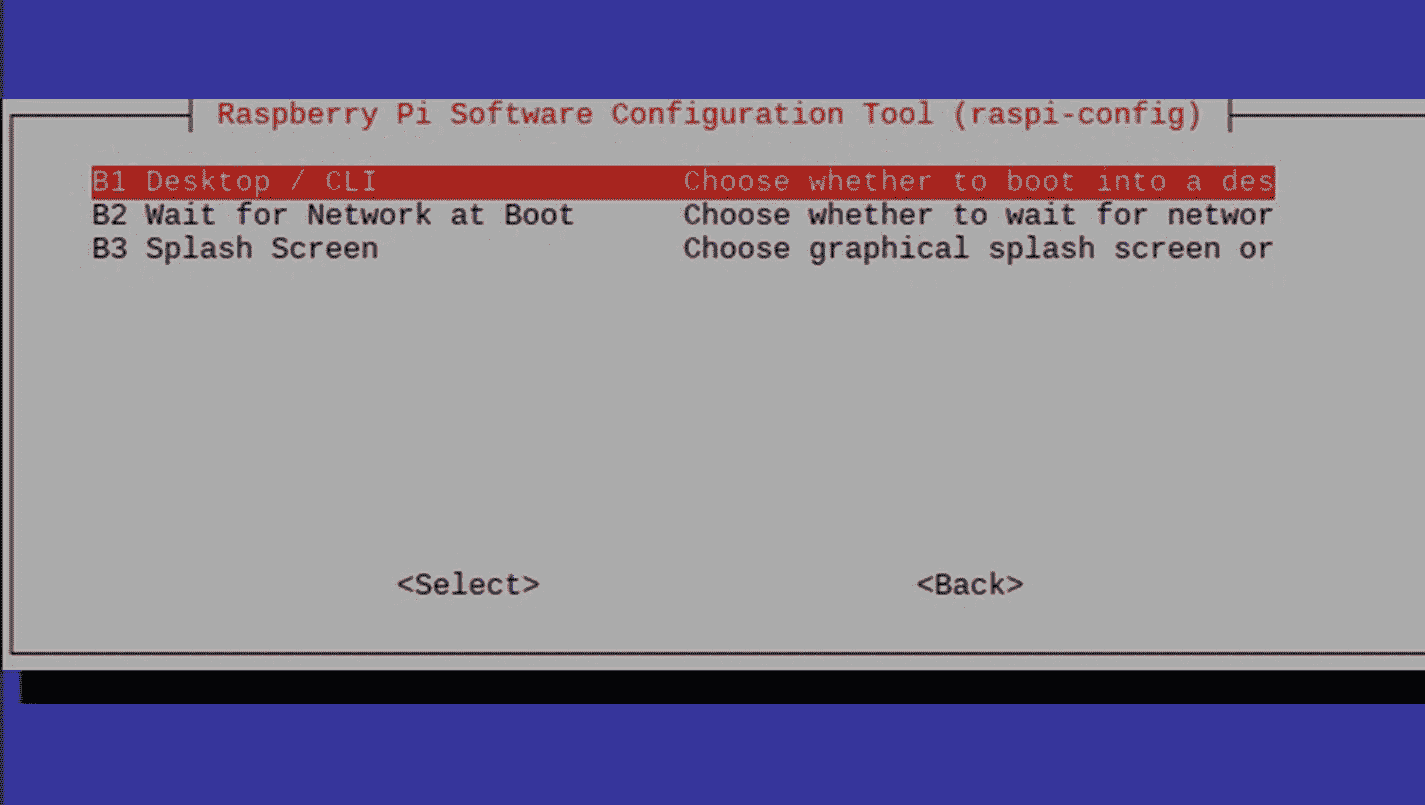 Raspberry Pi Software Configuration Tool (raspi-config)
B1 Desktop / CLI Choose whether to boot into a des
B2 Wait for Network at Boot Choose whether to wait for networ
B3 Splash Screen Choose graphical splash screen or
<Select> <Back>